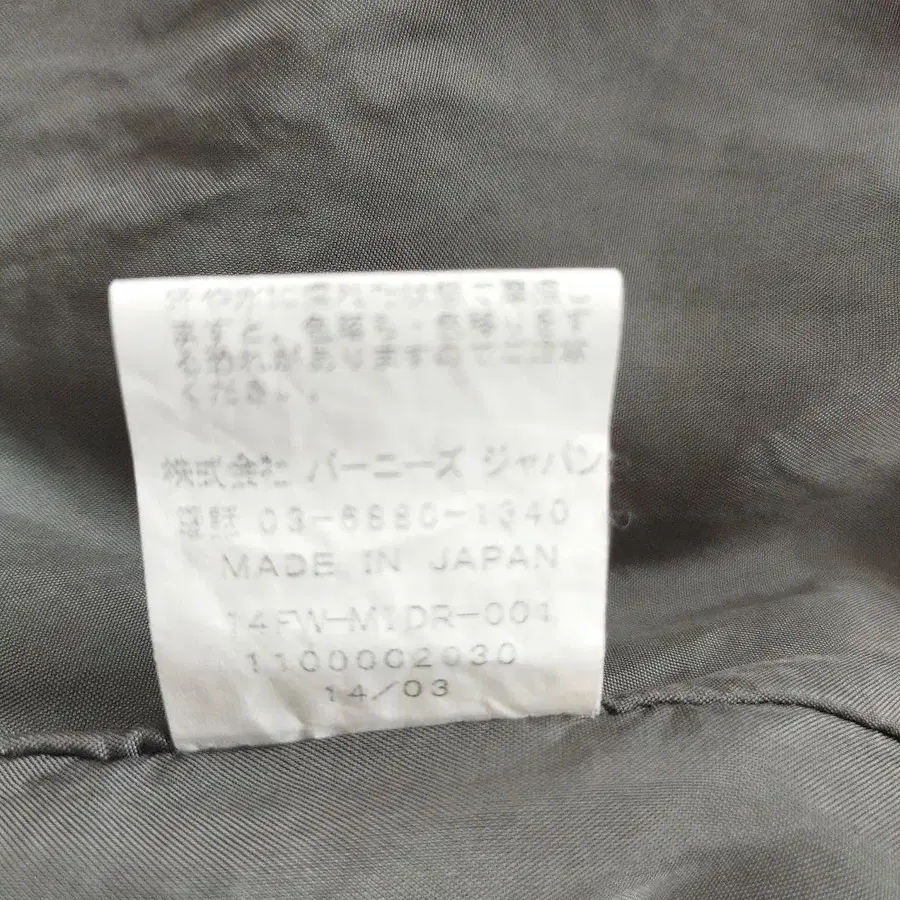 ますと、色落ち・色移りをす
る恐れがありますのでご注意
ください。
株式会社 バーニーズ ジャパン
電話 03-6880-1240
MADE IN JAPAN
14FW-MIDR-001
1100002030
14/03